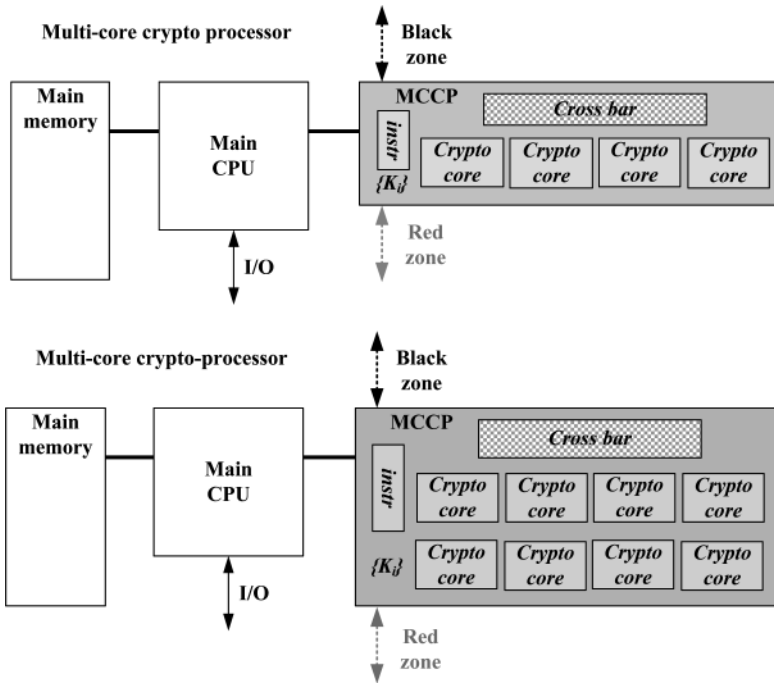 Multi-core crypto processor
Black
zone
Main
memory
Main
CPU
I/O
MCCP
Cross bar
instr
{Kij}
Crypto
core
Crypto
core
Crypto
core
Crypto
core
Red
zone
Multi-core crypto-processor
Black
zone
Main
memory
Main
CPU
I/O
MCCP
Cross bar
instr
Crypto
core
Crypto
core
Crypto
core
Crypto
core
{Kij}
Crypto
core
Crypto
core
Crypto
core
Crypto
core
Red
zone